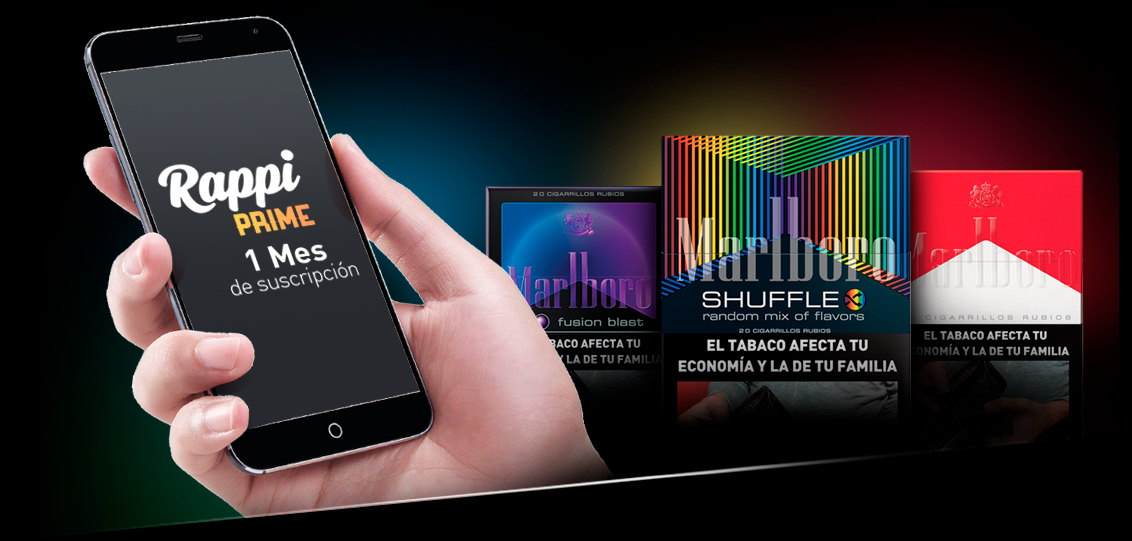 Rappi
PRIME
1 Mes
de suscripción
20 CIGARRILLOS RUBIOS
Marlboro
fusion blast
TABACO AFECTA TU
Y LA DE TU FAMILIA
Marlboro
SHUFFLE
random mix of flavors
20 CIGARRILLOS RUBIOS
EL TABACO AFECTA TU
ECONOMÍA Y LA DE TU FAMILIA
Marlboro
CIGARRILLOS RUBIOS
EL TABACO AFECTA TU
ECONOMÍA Y LA DE TU FAMILIA